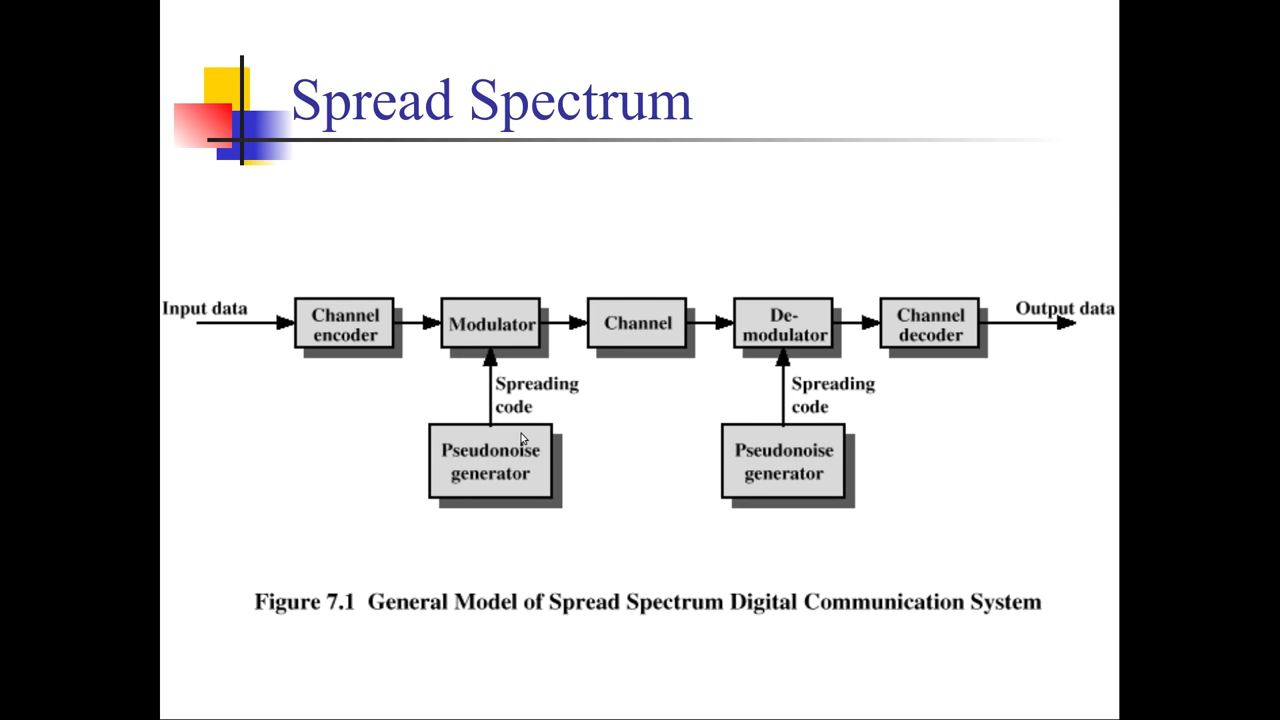 Spread Spectrum
Input data
Channel
encoder
Modulator
Channel
De-
modulator
Channel
decoder
Output data
Spreading
code
Spreading
code
Pseudonoise
generator
Pseudonoise
generator
Figure 7.1 General Model of Spread Spectrum Digital Communication System